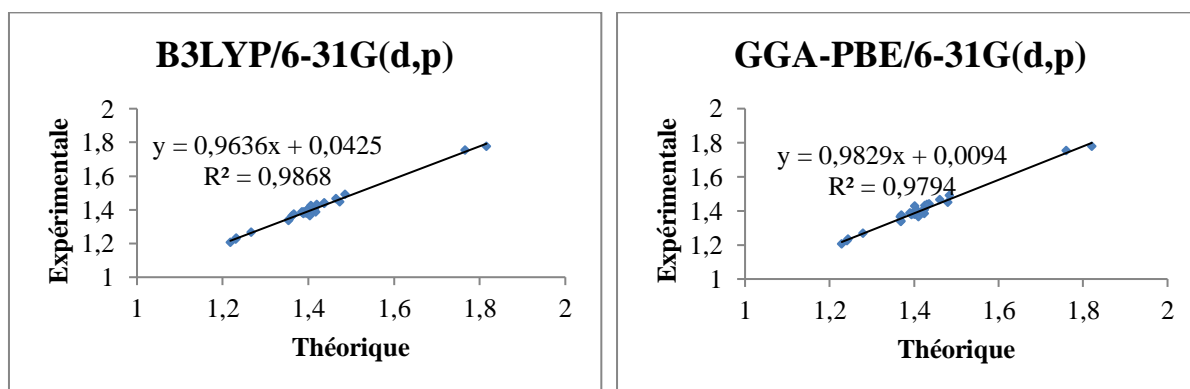 B3LYP/6-31G(d,p)
Expérimentale
2
1,8
1,6
1,4
1,2
1
y = 0,9636x + 0,0425
R² = 0,9868
1 1,2 1,4 1,6 1,8 2
Théorique
GGA-PBE/6-31G(d,p)
Expérimentale
2
1,8
1,6
1,4
1,2
1
y = 0,9829x + 0,0094
R² = 0,9794
1 1,2 1,4 1,6 1,8 2
Théorique